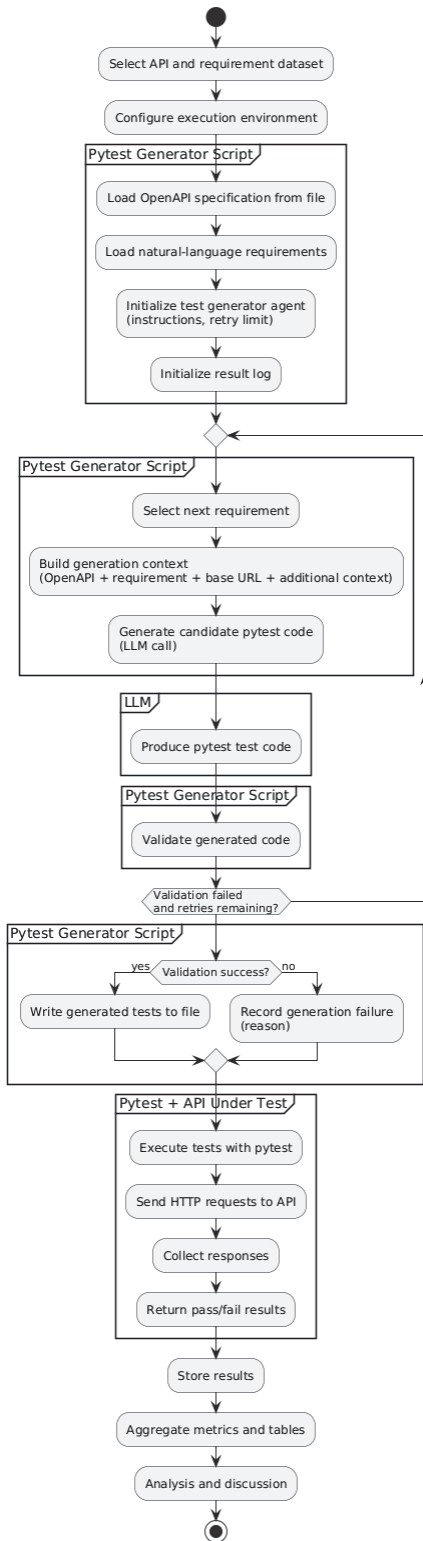 Select API and requirement dataset
Configure execution environment
Pytest Generator Script
Load OpenAPI specification from file
Load natural-language requirements
Initialize test generator agent
(instructions, retry limit)
Initialize result log
Pytest Generator Script
Select next requirement
Build generation context
(OpenAPI + requirement + base URL + additional context)
Generate candidate pytest code
(LLM call)
LLM
Produce pytest test code
Pytest Generator Script
Validate generated code
Validation failed
and retries remaining?
Pytest Generator Script
yes
Validation success?
no
Write generated tests to file
Record generation failure
(reason)
Pytest + API Under Test
Execute tests with pytest
Send HTTP requests to API
Collect responses
Return pass/fail results
Store results
Aggregate metrics and tables
Analysis and discussion